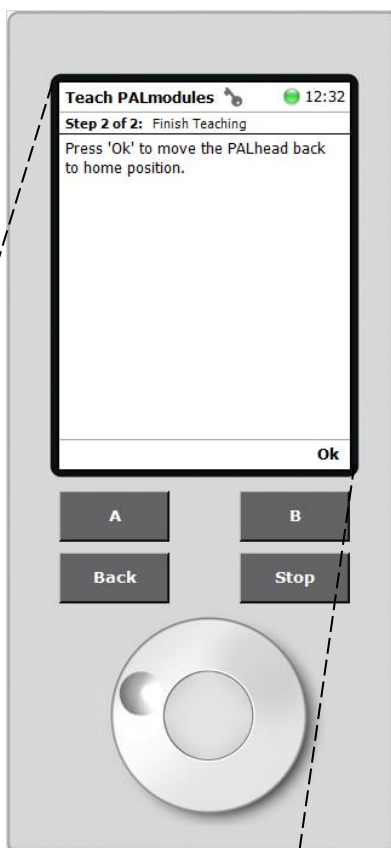 Teach PALmodules 12:32
Step 2 of 2: Finish Teaching
Press 'Ok' to move the PALhead back
to home position.
Ok
A B
Back Stop